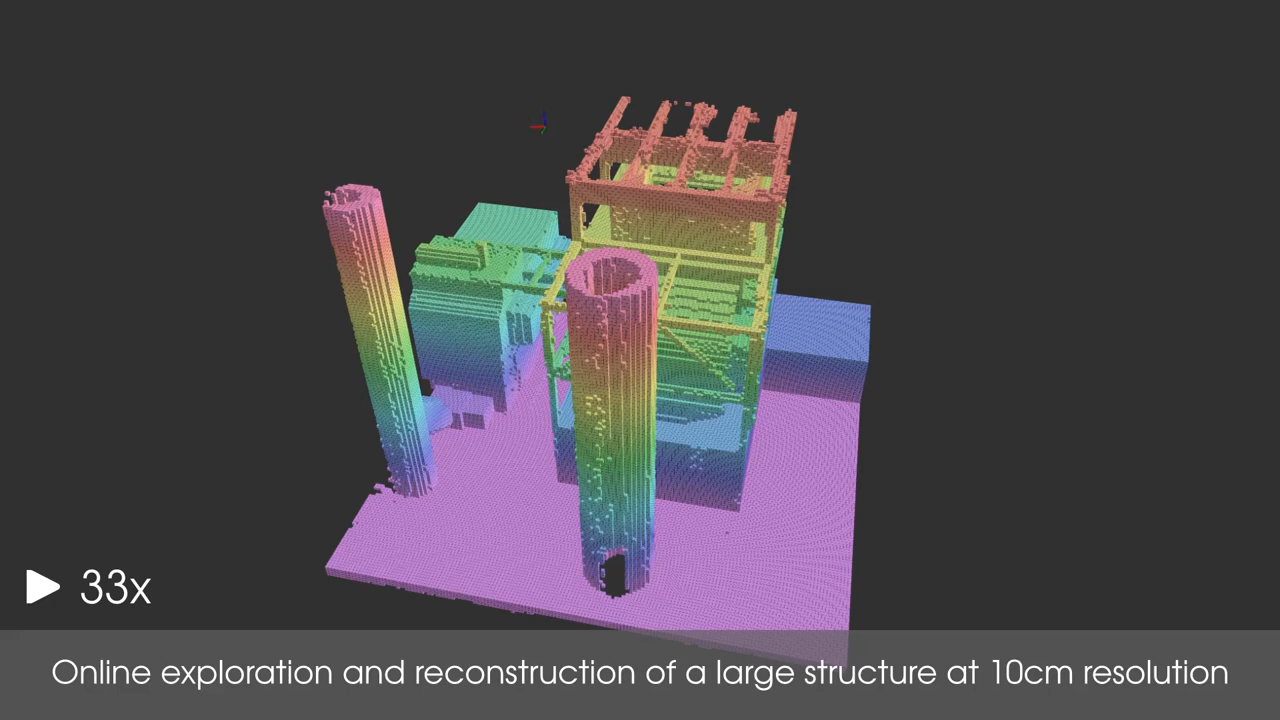 33x
Online exploration and reconstruction of a large structure at 10cm resolution